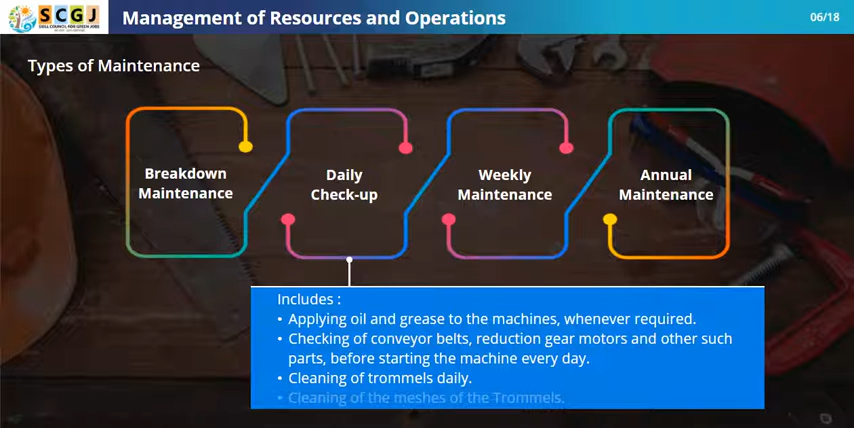 SCGJ
SKILL COUNCIL FOR GREEN JOBS
Management of Resources and Operations
06/18
Types of Maintenance
Breakdown
Maintenance
Daily
Check-up
Weekly
Maintenance
Annual
Maintenance
Includes :
• Applying oil and grease to the machines, whenever required.
• Checking of conveyor belts, reduction gear motors and other such
parts, before starting the machine every day.
• Cleaning of trommels daily.
• Cleaning of the meshes of the Trommels.